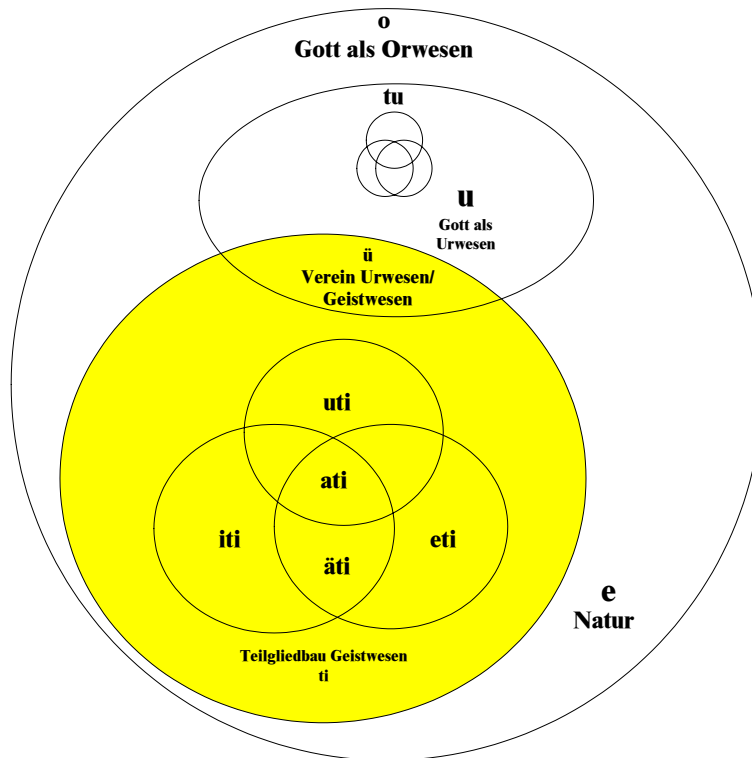 o
Gott als Orwesen
tu
u
Gott als
Urwesen
ü
Verein Urwesen/
Geistwesen
uti
ati
iti
eti
äti
e
Natur
Teilgliedbau Geistwesen
ti